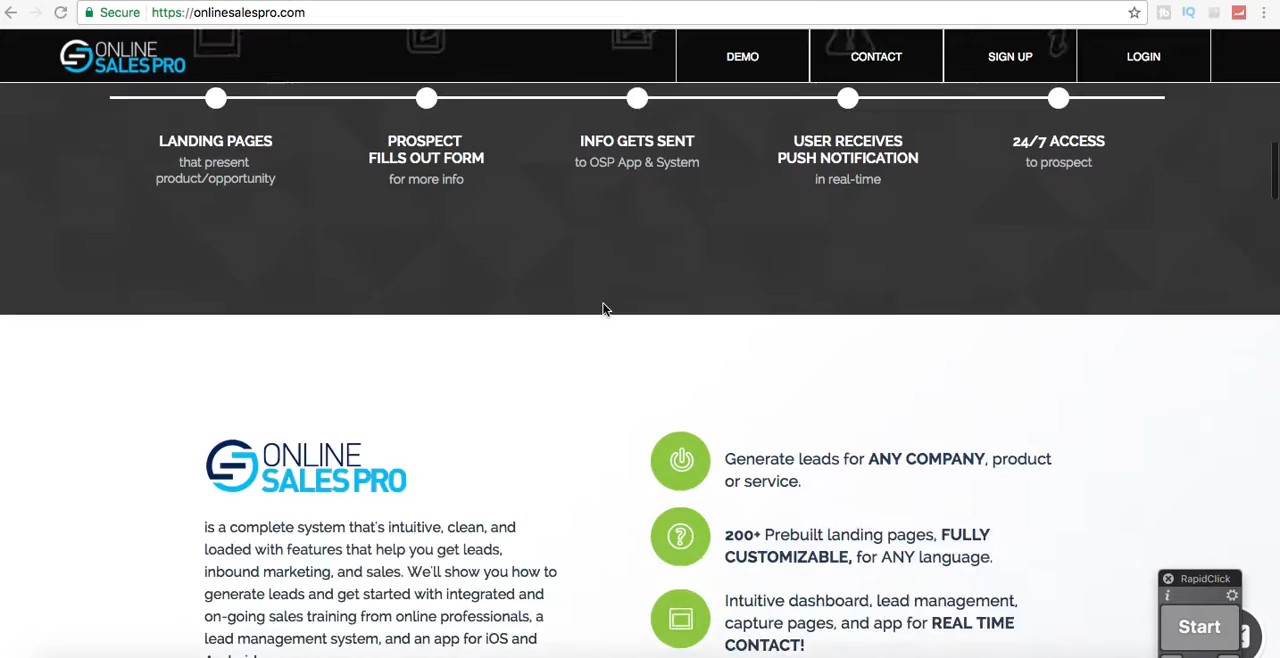 Secure https://onlinesalespro.com
ONLINE
SALES PRO
DEMO
CONTACT
SIGN UP
LOGIN
LANDING PAGES
that present
product/opportunity
PROSPECT
FILLS OUT FORM
for more info
INFO GETS SENT
to OSP App & System
USER RECEIVES
PUSH NOTIFICATION
in real-time
24/7 ACCESS
to prospect
ONLINE
SALES PRO
is a complete system that's intuitive, clean, and
loaded with features that help you get leads,
inbound marketing, and sales. We'll show you how to
generate leads and get started with integrated and
on-going sales training from online professionals, a
lead management system, and an app for iOS and
Generate leads for ANY COMPANY, product
or service.
200+ Prebuilt landing pages, FULLY
CUSTOMIZABLE, for ANY language.
Intuitive dashboard, lead management,
capture pages, and app for REAL TIME
CONTACT!
RapidClick
Start